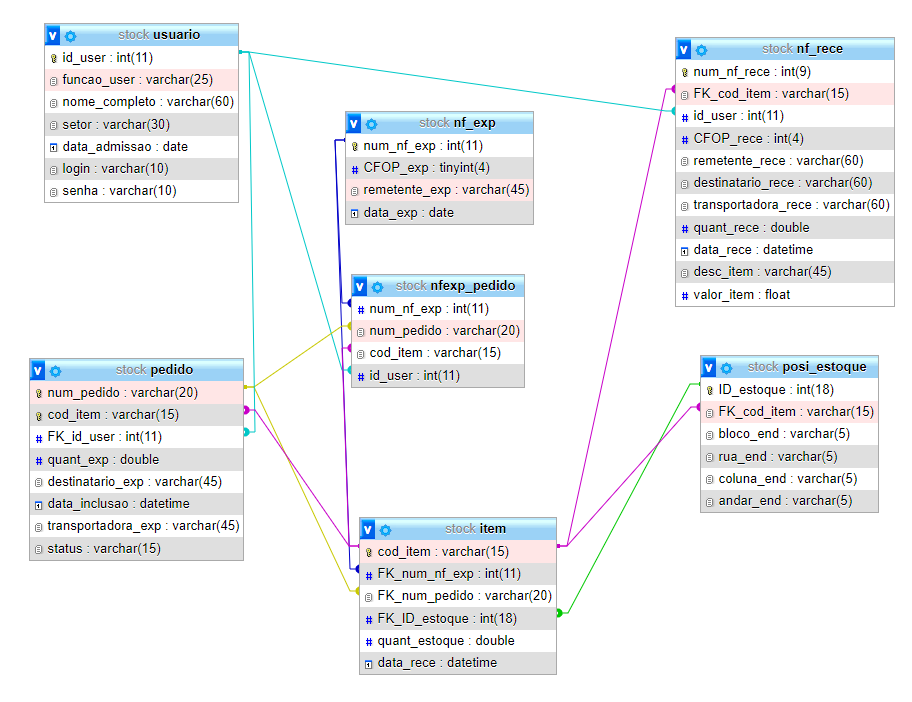 v stock usuario
id_user : int(11)
funcao_user : varchar(25)
nome_completo : varchar(60)
setor : varchar(30)
data_admissao : date
login : varchar(10)
senha : varchar(10)
v stock nf_exp
num_nf_exp : int(11)
# CFOP_exp : tinyint(4)
remetente_exp : varchar(45)
data_exp : date
v stock nf_rece
num_nf_rece : int(9)
FK_cod_item : varchar(15)
# id_user : int(11)
# CFOP_rece : int(4)
remetente_rece : varchar(60)
destinatario_rece : varchar(60)
transportadora_rece : varchar(60)
# quant_rece : double
data_rece : datetime
desc_item : varchar(45)
# valor_item : float
v stock nfexp_pedido
# num_nf_exp : int(11)
num_pedido : varchar(20)
cod_item : varchar(15)
# id_user : int(11)
v stock pedido
num_pedido : varchar(20)
cod_item : varchar(15)
# FK_id_user : int(11)
# quant_exp : double
destinatario_exp : varchar(45)
data_inclusao : datetime
transportadora_exp : varchar(45)
status : varchar(15)
v stock posi_estoque
ID_estoque : int(18)
FK_cod_item : varchar(15)
bloco_end : varchar(5)
rua_end : varchar(5)
coluna_end : varchar(5)
andar_end : varchar(5)
v stock item
cod_item : varchar(15)
# FK_num_nf_exp : int(11)
FK_num_pedido : varchar(20)
# FK_ID_estoque : int(18)
# quant_estoque : double
data_rece : datetime